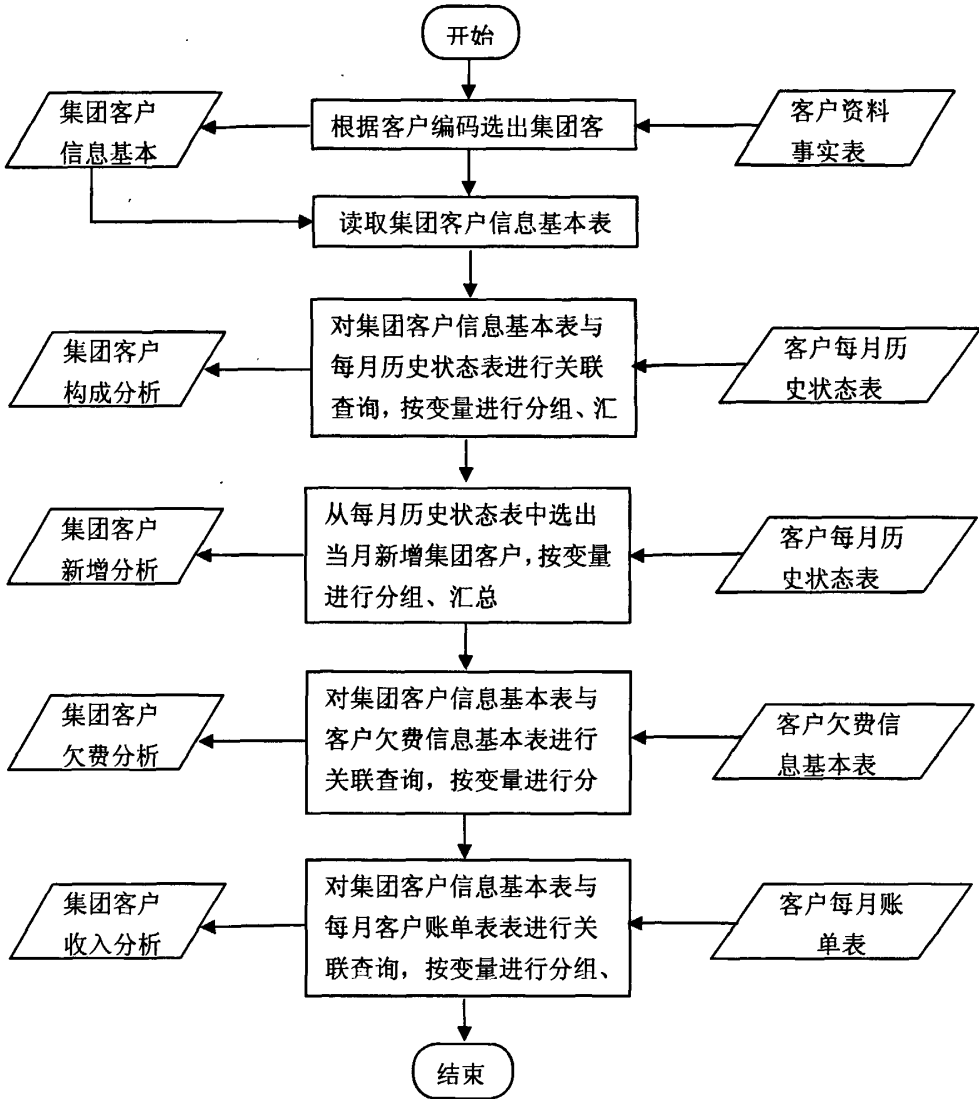 开始
集团客户
信息基本
根据客户编码选出集团客
客户资料
事实表
读取集团客户信息基本表
集团客户
构成分析
对集团客户信息基本表与
每月历史状态表进行关联
查询，按变量进行分组、汇
客户每月历
史状态表
集团客户
新增分析
从每月历史状态表中选出
当月新增集团客户，按变量
进行分组、汇总
客户每月历
史状态表
集团客户
欠费分析
对集团客户信息基本表与
客户欠费信息基本表进行
关联查询，按变量进行分
客户欠费信
息基本表
集团客户
收入分析
对集团客户信息基本表与
每月客户账单表表进行关
联查询，按变量进行分组、
客户每月账
单表
结束